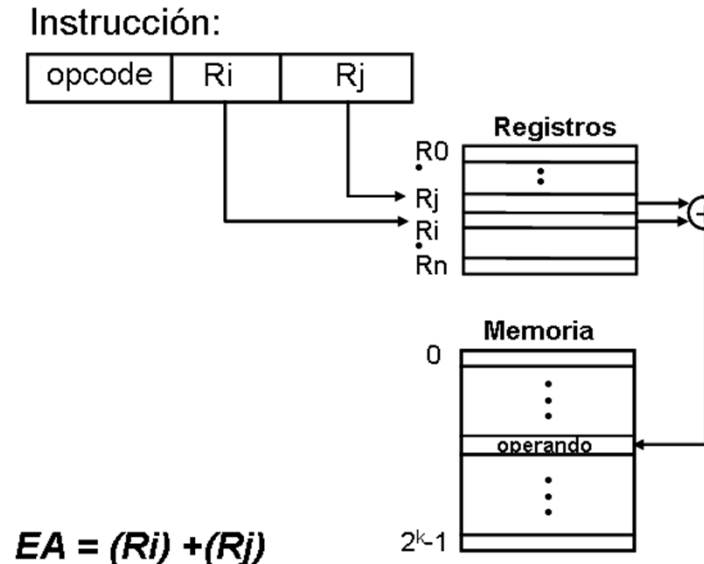 Instrucción:
opcode Ri Rj
Registros
R0
Rj
Ri
Rn
Memoria
0
operando
2ᵏ-1
EA = (Ri) +(Rj)